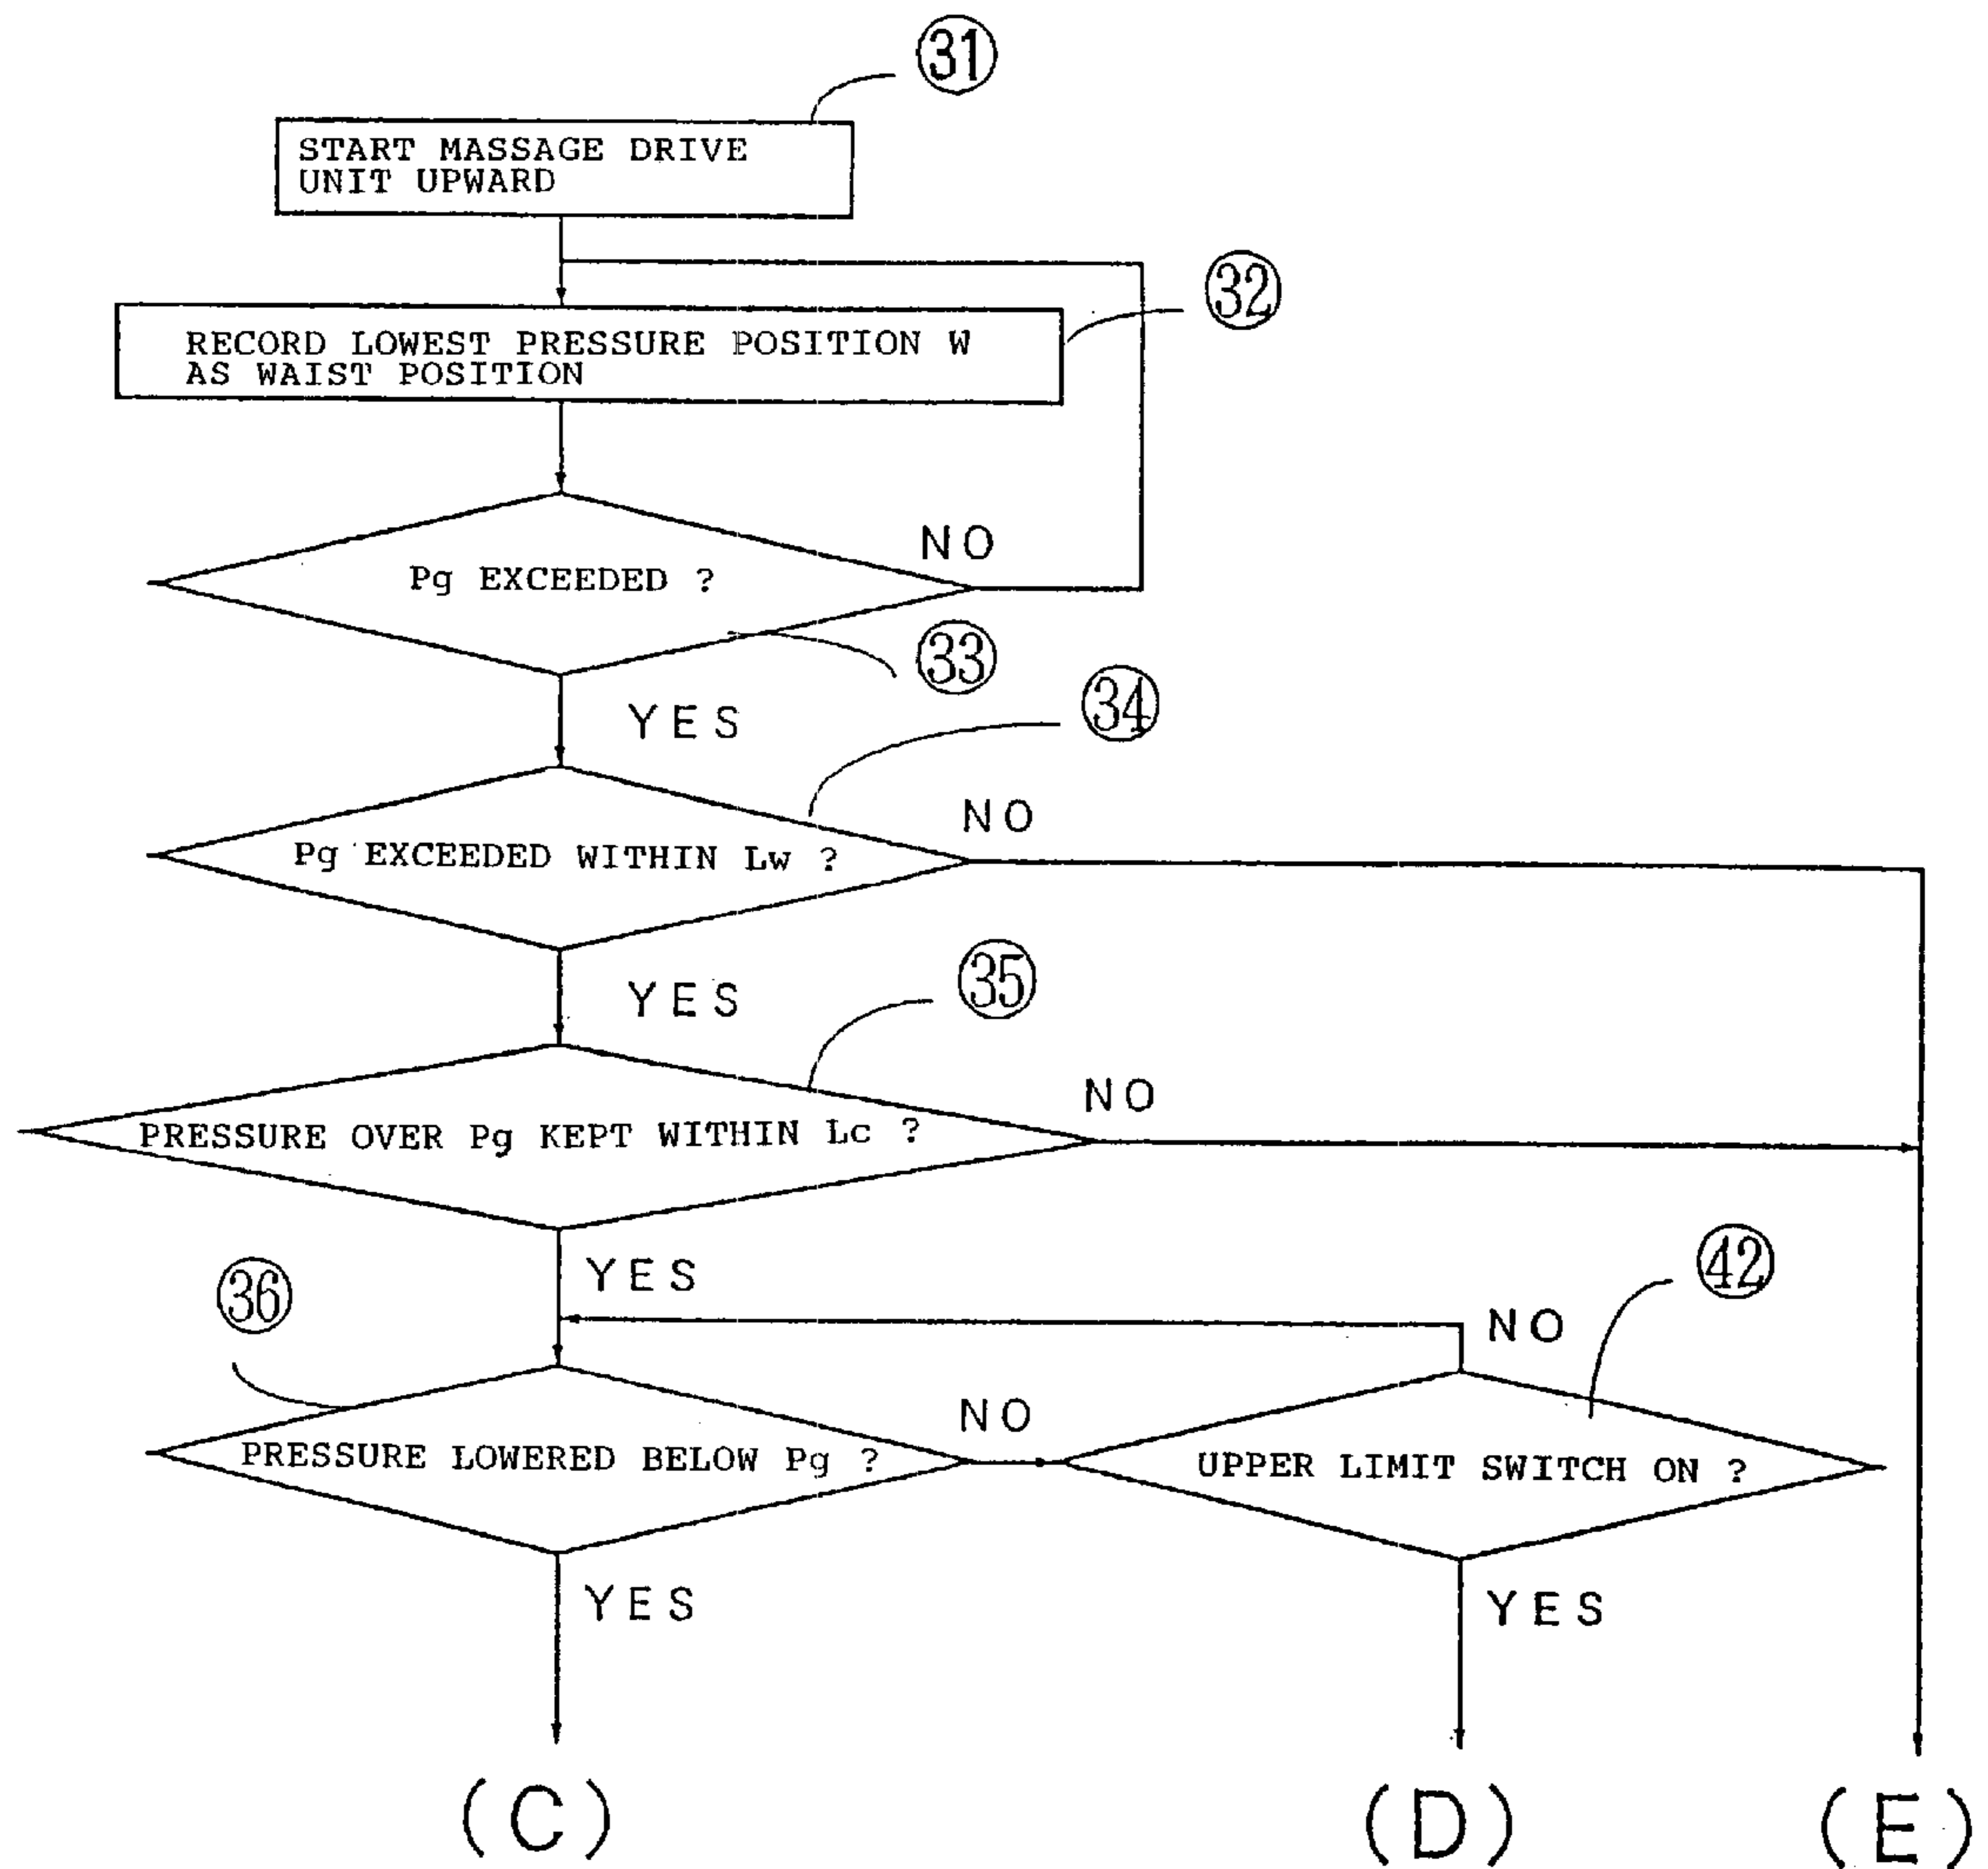 31
START MASSAGE DRIVE
UNIT UPWARD
32
RECORD LOWEST PRESSURE POSITION W
AS WAIST POSITION
NO
Pg EXCEEDED ?
33
YES
34
NO
Pg EXCEEDED WITHIN Lw ?
YES
35
NO
PRESSURE OVER Pg KEPT WITHIN Lc ?
YES
36
42
NO
NO
PRESSURE LOWERED BELOW Pg ?
UPPER LIMIT SWITCH ON ?
YES
YES
(C)
(D)
(E)